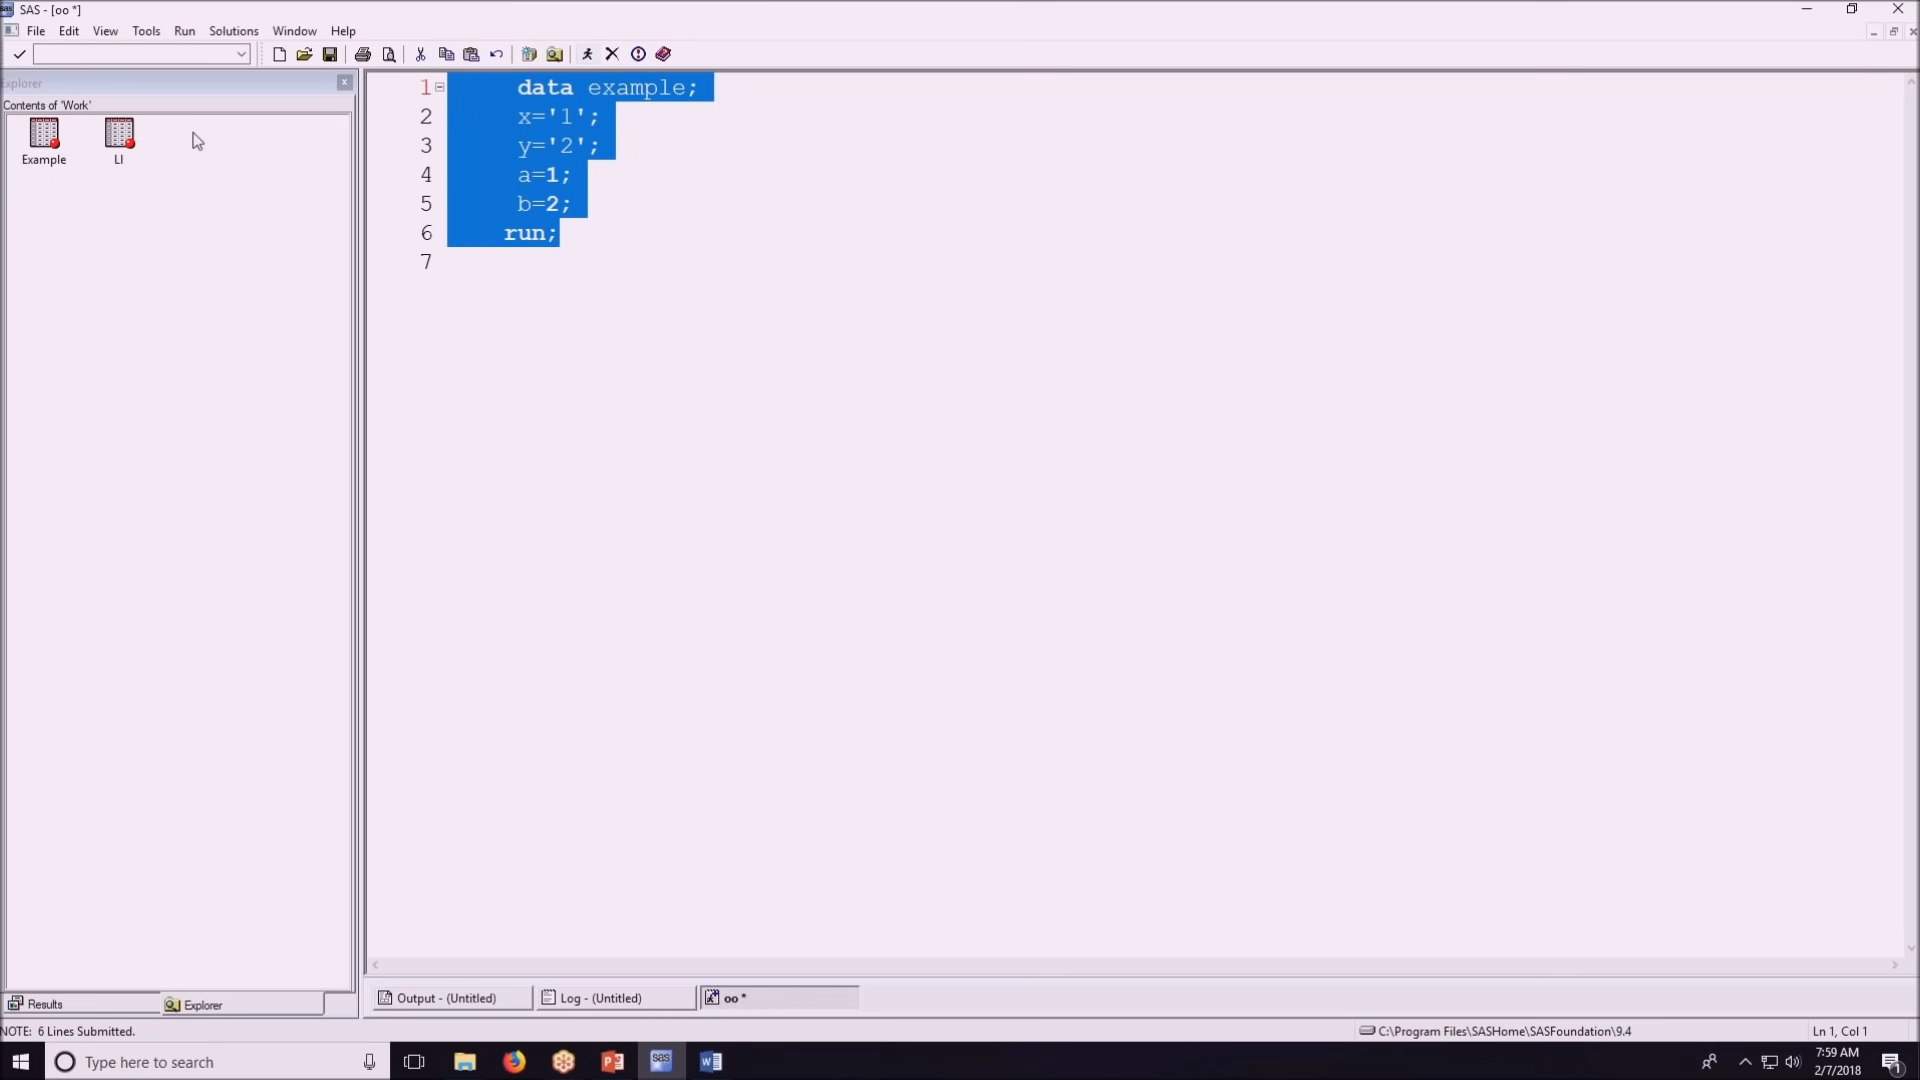 SAS - [oo *]
File Edit View Tools Run Solutions Window Help
Explorer
Contents of 'Work'
Example LI
1 data example;
2 x='1';
3 y='2';
4 a=1;
5 b=2;
6 run;
7
Results Explorer
Output - (Untitled) Log - (Untitled) oo *
NOTE: 6 Lines Submitted.
C:\Program Files\SASHome\SASFoundation\9.4
Ln 1, Col 1
Type here to search
sas
7:59 AM
2/7/2018
1